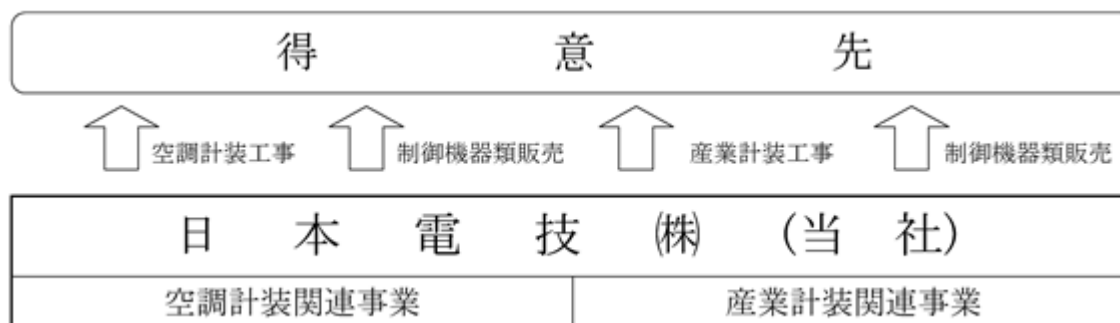 得意先
空調計装工事 制御機器類販売 産業計装工事 制御機器類販売
日本電技㈱(当社)
空調計装関連事業 産業計装関連事業